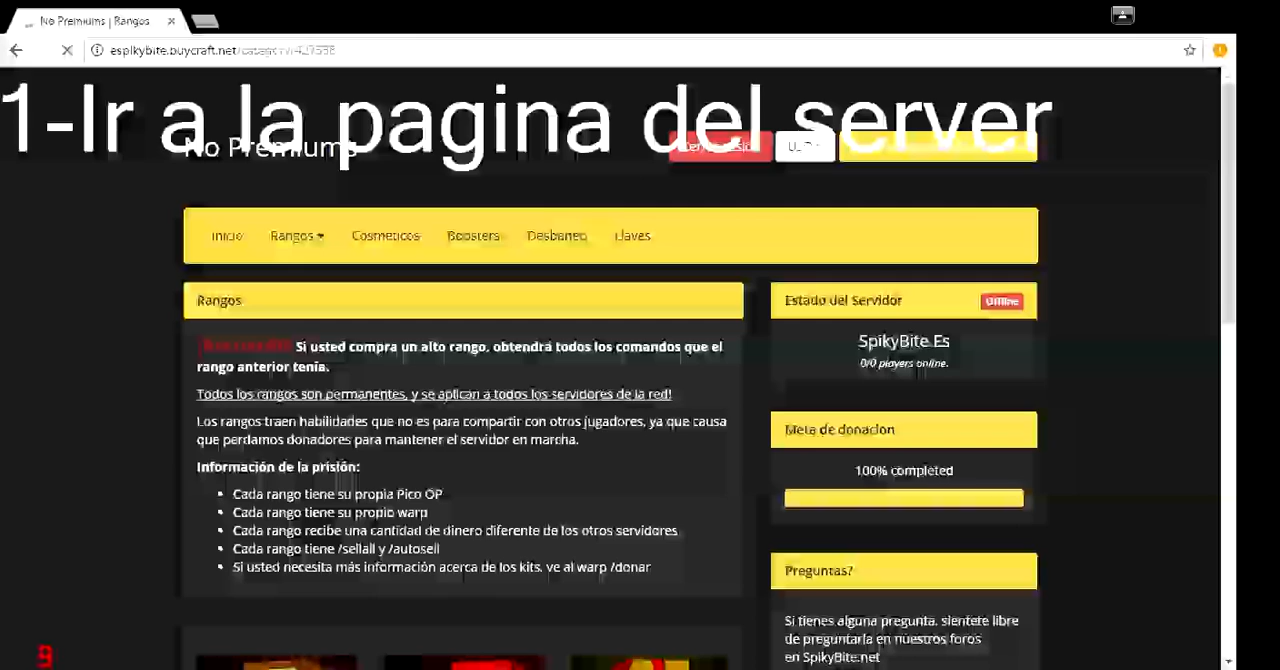 No Premiums | Rangos
espikybite.buycraft.net
1-Ir a la pagina del server
No Premiums
Inicio Rangos Cosmeticos Boosters Desbaneo Llaves
Rangos
Si usted compra un alto rango, obtendrá todos los comandos que el
rango anterior tenía.
Todos los rangos son permanentes, y se aplican a todos los servidores de la red!
Los rangos traen habilidades que no es para compartir con otros jugadores, ya que causa
que perdamos donadores para mantener el servidor en marcha.
Información de la prisión:
Cada rango tiene su propia Pico OP
Cada rango tiene su propio warp
Cada rango recibe una cantidad de dinero diferente de los otros servidores
Cada rango tiene /sellall y /autosell
Si usted necesita más información acerca de los kits, ve al warp /donar
Estado del Servidor Offline
SpikyBite Es
0/0 players online.
Meta de donacion
100% completed
Preguntas?
Si tienes alguna pregunta, sientete libre
de preguntarla en nuestros foros
en SpikyBite.net
9